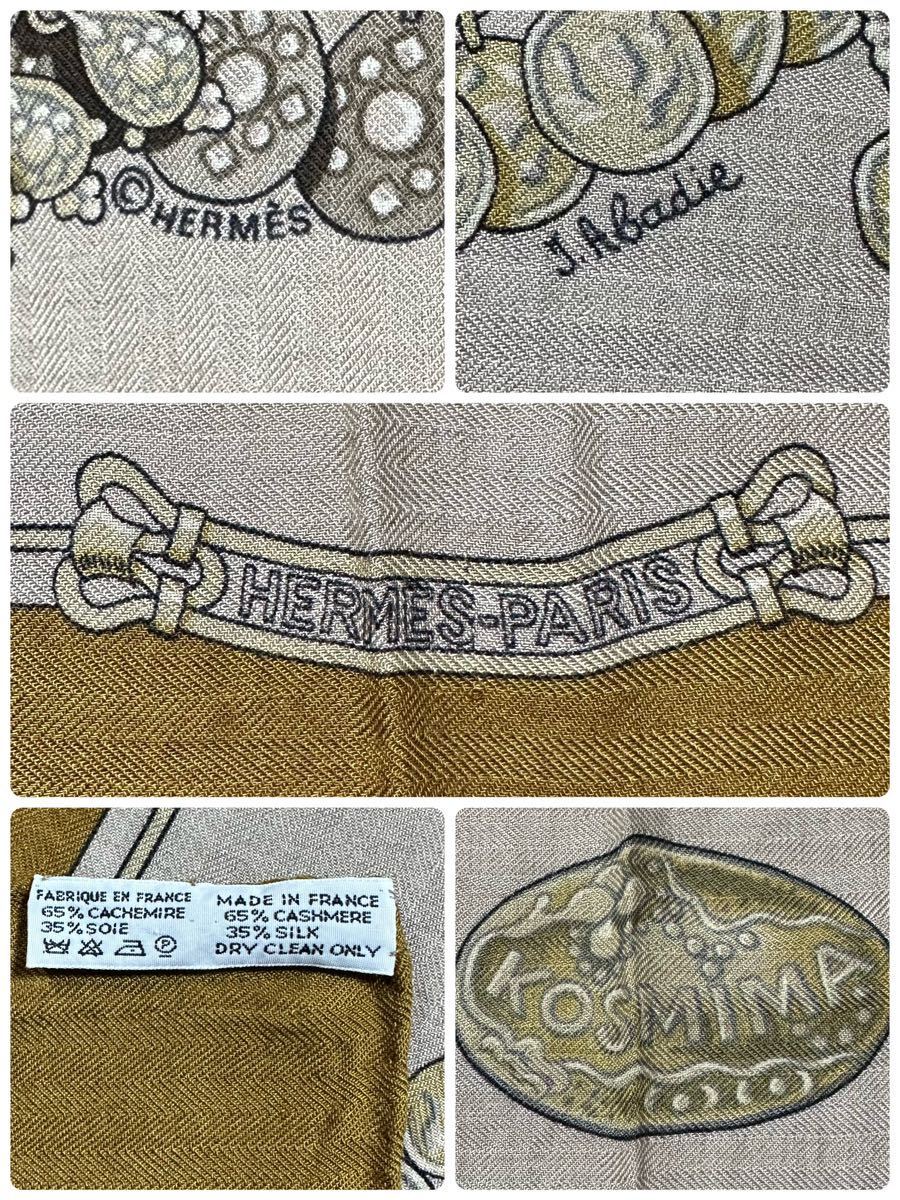 ©HERMÈS
J.Abadie
HERMÈS-PARIS
FABRIQUE EN FRANCE
65% CACHEMIRE
35% SOIE
MADE IN FRANCE
65% CASHMERE
35% SILK
DRY CLEAN ONLY
KOSMIMA